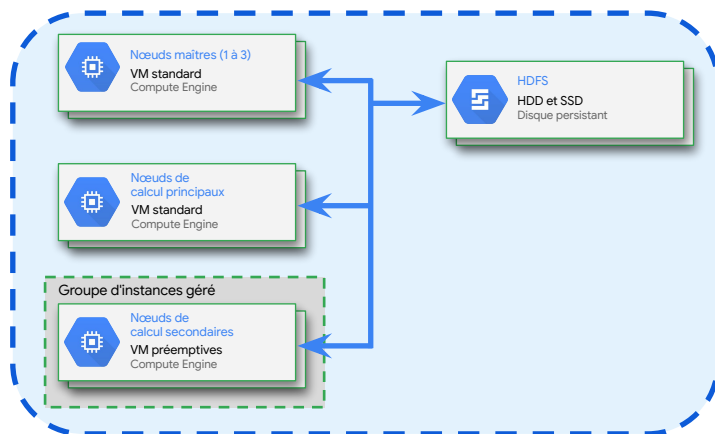 Nœuds maîtres (1 à 3)
VM standard
Compute Engine
HDFS
HDD et SSD
Disque persistant
Nœuds de
calcul principaux
VM standard
Compute Engine
Groupe d'instances géré
Nœuds de
calcul secondaires
VM préemptives
Compute Engine